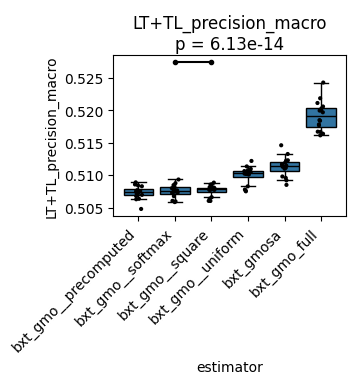 LT+TL_precision_macro
p = 6.13e-14
LT+TL_precision_macro
0.525
0.520
0.515
0.510
0.505
bxt_gmo__precomputed
bxt_gmo__softmax
bxt_gmo__square
bxt_gmo__uniform
bxt_gmosa
bxt_gmo_full
estimator